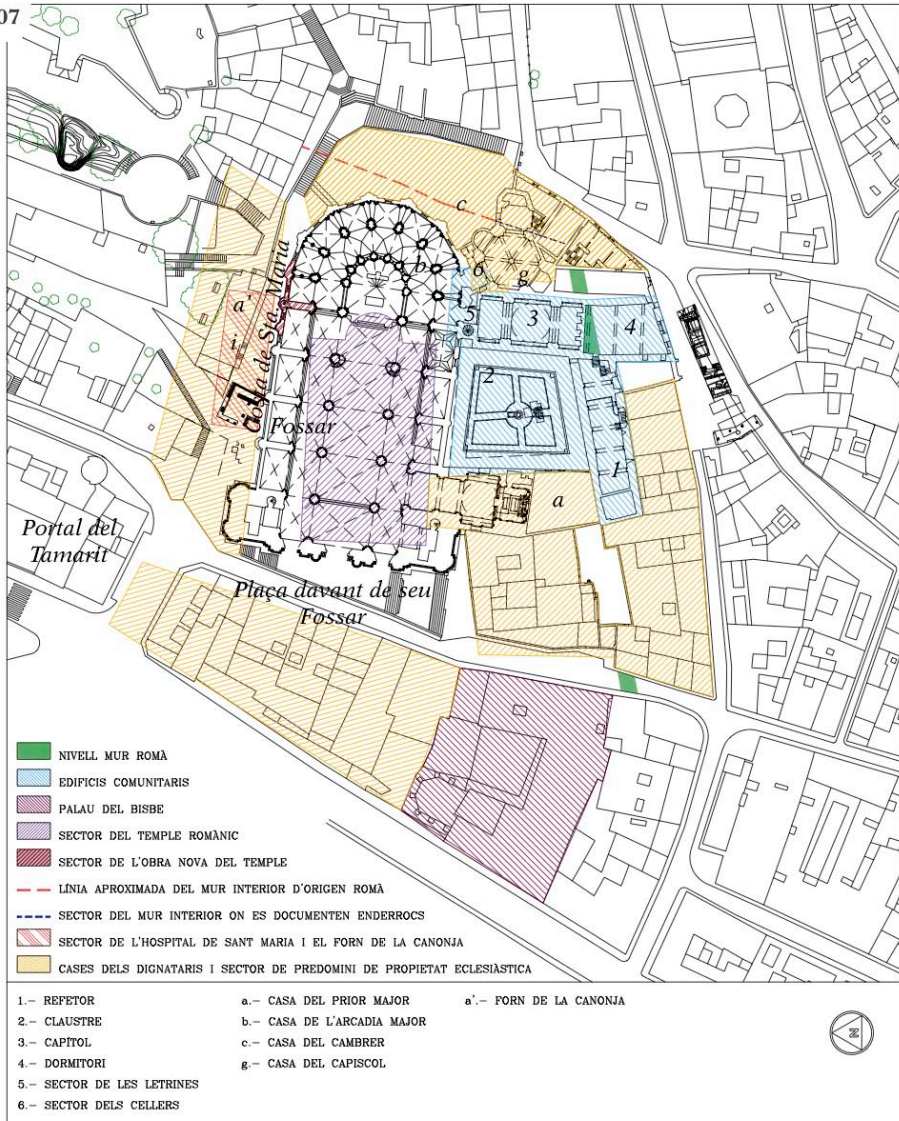 07
c
b
6
g
5
3
4
a'
i
Costa de Sta. Maria
2
Fossar
1
a
Portal del
Tamarit
Plaça davant de seu
Fossar
NIVELL MUR ROMÀ
EDIFICIS COMUNITARIS
PALAU DEL BISBE
SECTOR DEL TEMPLE ROMÀNIC
SECTOR DE L'OBRA NOVA DEL TEMPLE
LÍNIA APROXIMADA DEL MUR INTERIOR D'ORIGEN ROMÀ
SECTOR DEL MUR INTERIOR ON ES DOCUMENTEN ENDERROCS
SECTOR DE L'HOSPITAL DE SANT MARIA I EL FORN DE LA CANONJA
CASES DELS DIGNATARIS I SECTOR DE PREDOMINI DE PROPIETAT ECLESIÀSTICA
1.- REFETOR
2.- CLAUSTRE
3.- CAPÍTOL
4.- DORMITORI
5.- SECTOR DE LES LETRINES
6.- SECTOR DELS CELLERS
a.- CASA DEL PRIOR MAJOR
b.- CASA DE L'ARCADIA MAJOR
c.- CASA DEL CAMBRER
g.- CASA DEL CAPISCOL
a'.- FORN DE LA CANONJA
N